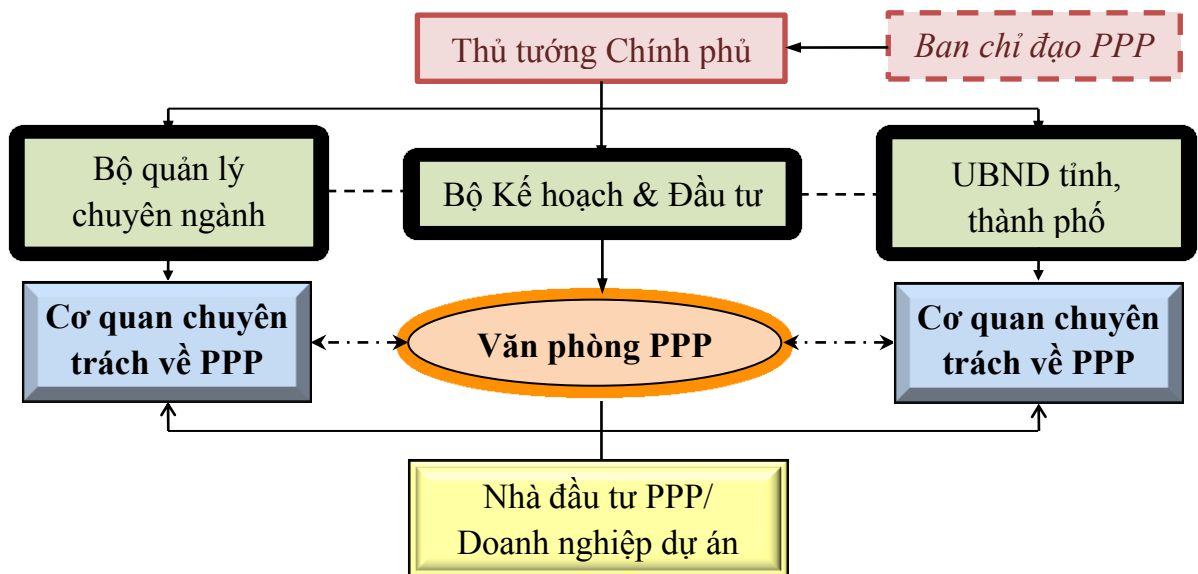 Thủ tướng Chính phủ
Ban chỉ đạo PPP
Bộ quản lý
chuyên ngành
Bộ Kế hoạch & Đầu tư
UBND tỉnh,
thành phố
Cơ quan chuyên
trách về PPP
Văn phòng PPP
Cơ quan chuyên
trách về PPP
Nhà đầu tư PPP/
Doanh nghiệp dự án